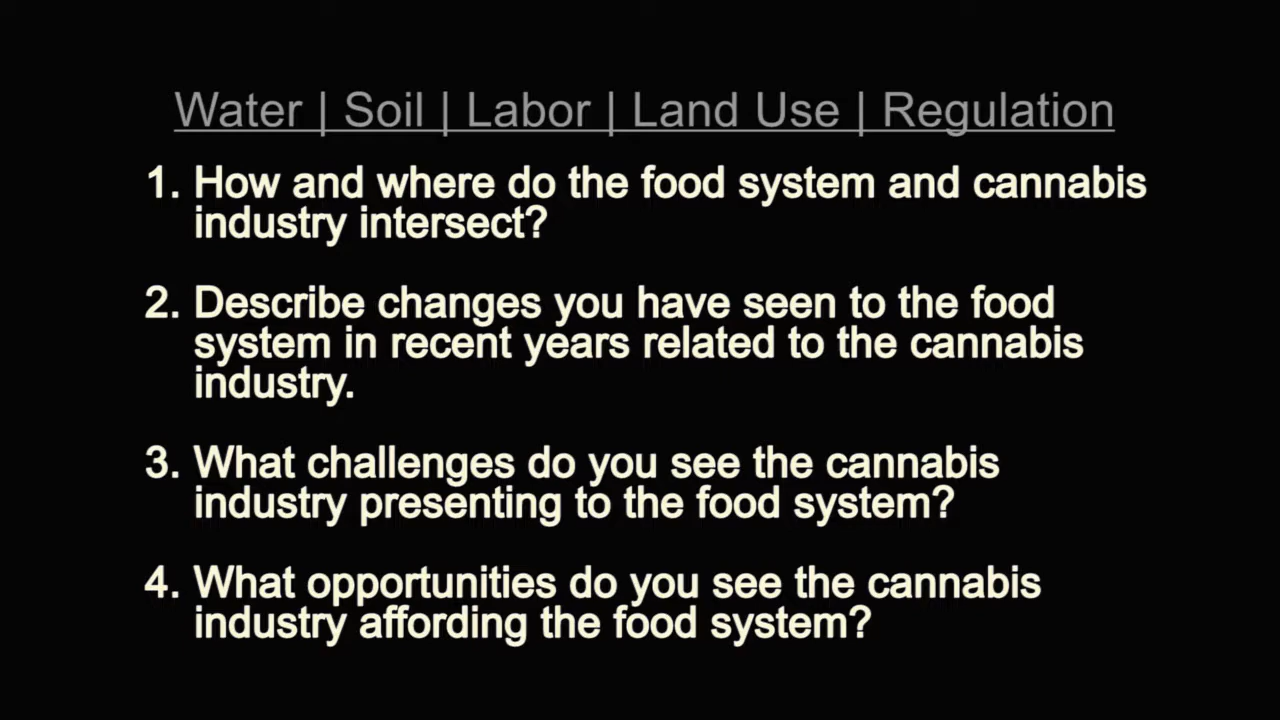 Water | Soil | Labor | Land Use | Regulation
1. How and where do the food system and cannabis
industry intersect?
2. Describe changes you have seen to the food
system in recent years related to the cannabis
industry.
3. What challenges do you see the cannabis
industry presenting to the food system?
4. What opportunities do you see the cannabis
industry affording the food system?